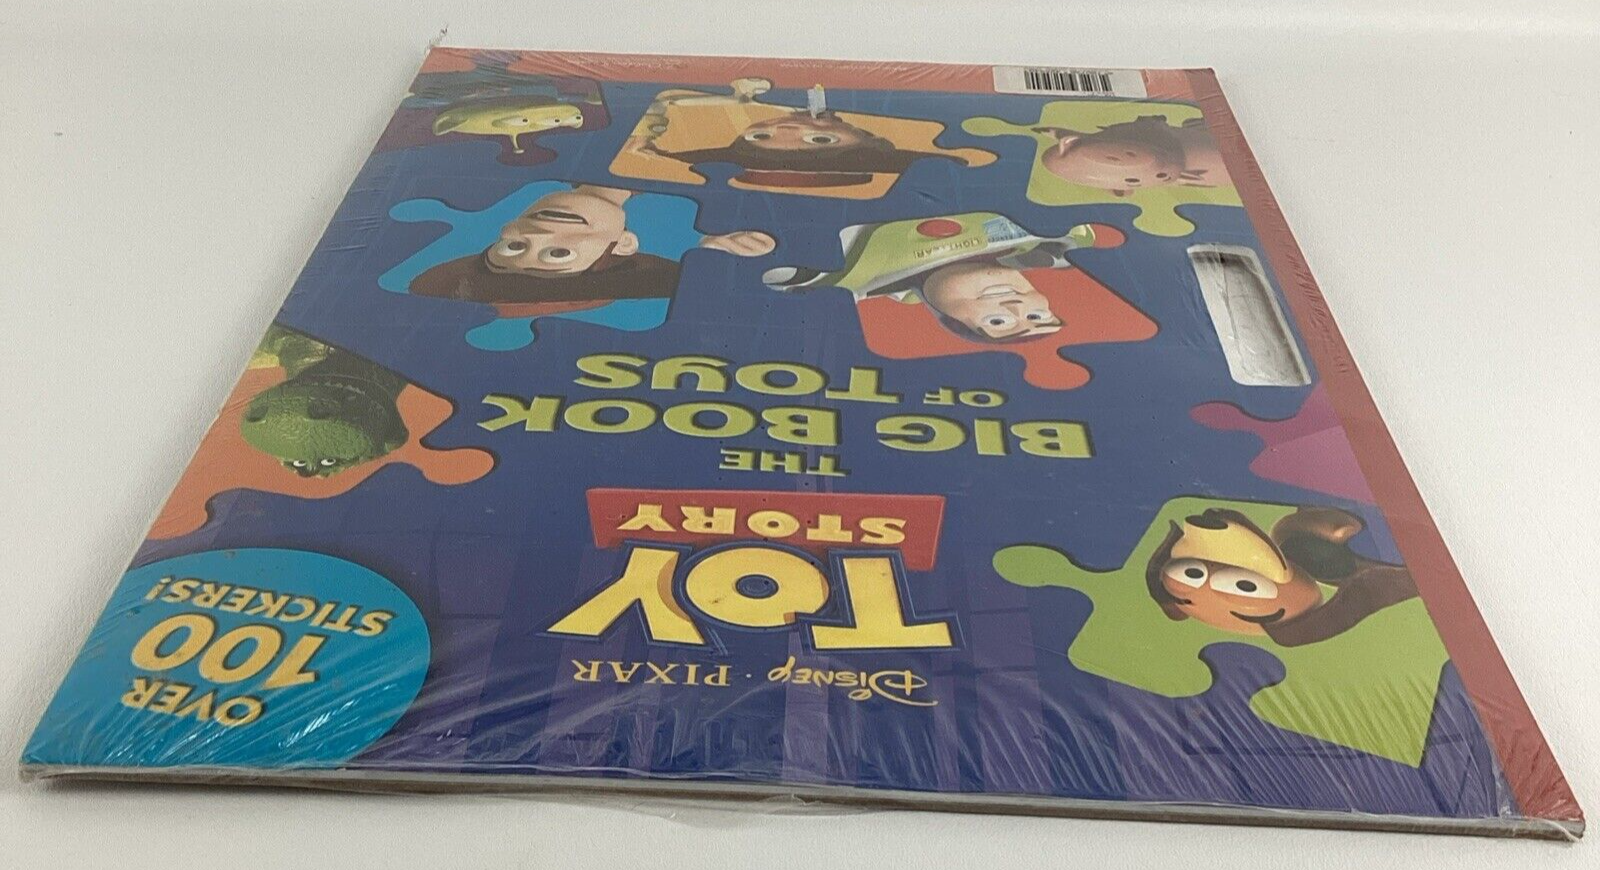 DISNEY · PIXAR
TOY
STORY
THE
BIG BOOK
OF TOYS
OVER
100
STICKERS!
LIGHTYEAR